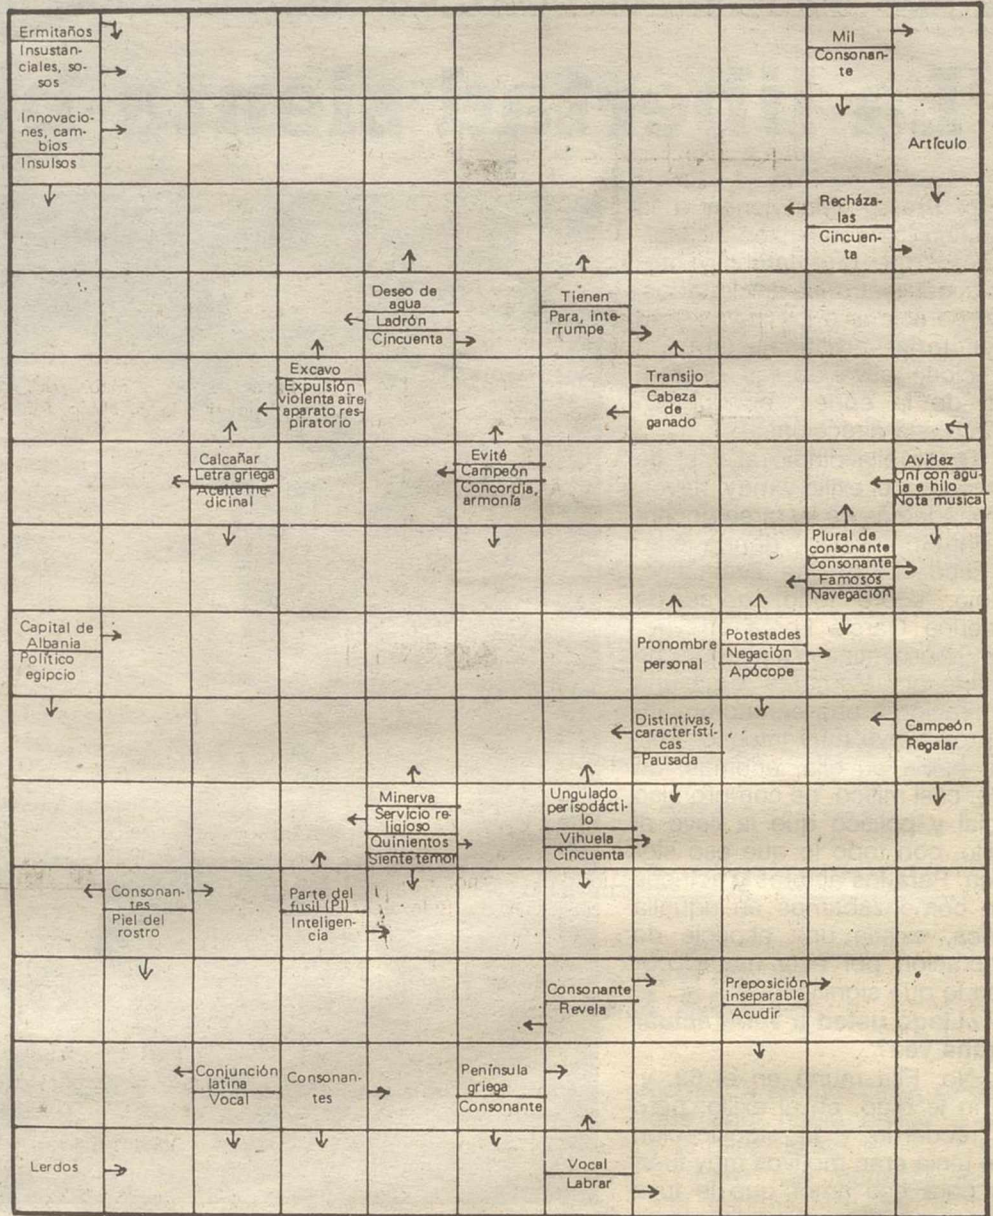 Ermitaños
Insustan-
ciales, so-
sos
Mil
Consonan-
te
Innovacio-
nes, cam-
bios
Insulsos
Artículo
Recháza-
las
Cincuen-
ta
Deseo de
agua
Ladrón
Cincuenta
Tienen
Para, inte-
rrumpe
Excavo
Expulsión
violenta aire
aparato res-
piratorio
Transijo
Cabeza
de
ganado
Calcañar
Letra griega
Aceite me-
dicinal
Evité
Campeón
Concordia,
armonía
Avidez
Uní con agu-
ja e hilo
Nota musica
Plural de
consonante
Consonante
Famosos
Navegación
Capital de
Albania
Político
egipcio
Pronombre
personal
Potestades
Negación
Apócope
Distintivas,
característi-
cas
Pausada
Campeón
Regalar
Minerva
Servicio re-
ligioso
Quinientos
Siente temor
Ungulado
perisodácti-
lo
Vihuela
Cincuenta
Consonan-
tes
Piel del
rostro
Parte del
fusil (Pl)
Inteligen-
cia
Consonante
Revela
Preposición
inseparable
Acudir
Conjunción
latina
Vocal
Consonan-
tes
Península
griega
Consonante
Lerdos
Vocal
Labrar